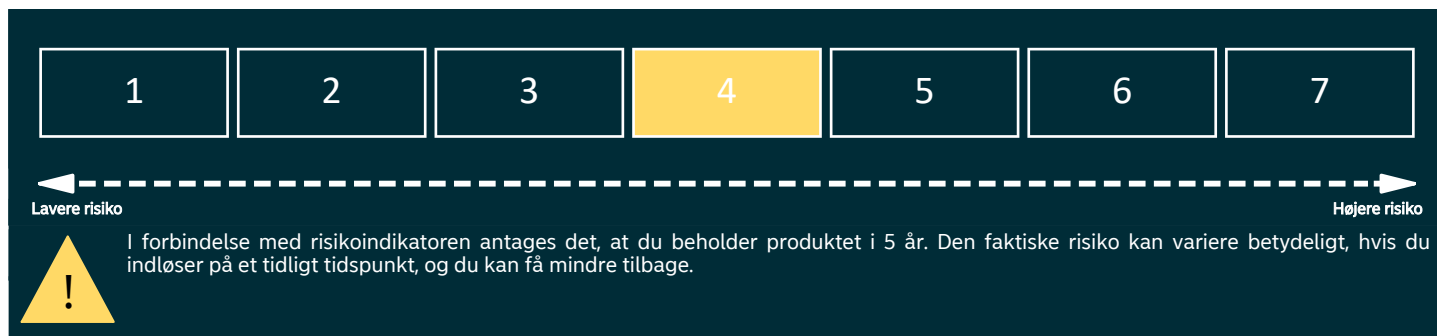 1 2 3 4 5 6 7
Lavere risiko Højere risiko
I forbindelse med risikoindikatoren antages det, at du beholder produktet i 5 år. Den faktiske risiko kan variere betydeligt, hvis du
indløser på et tidligt tidspunkt, og du kan få mindre tilbage.
!